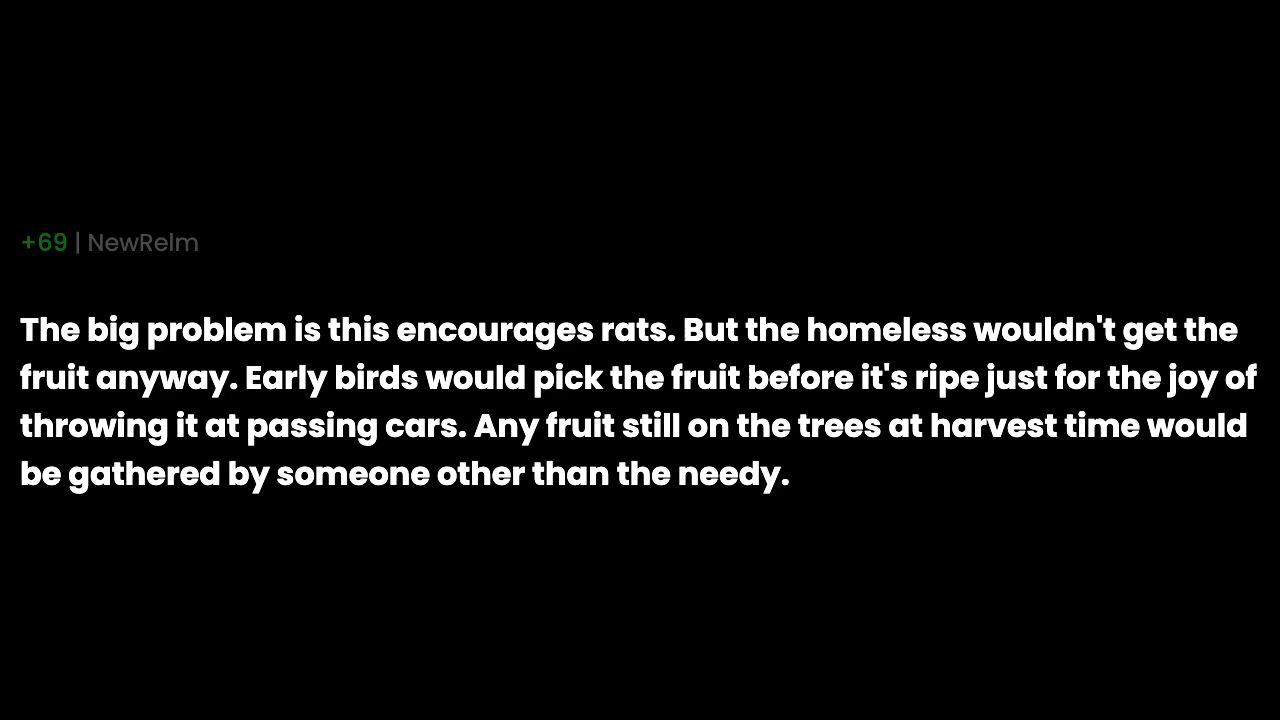 +69 | NewRelm
The big problem is this encourages rats. But the homeless wouldn't get the
fruit anyway. Early birds would pick the fruit before it's ripe just for the joy of
throwing it at passing cars. Any fruit still on the trees at harvest time would
be gathered by someone other than the needy.